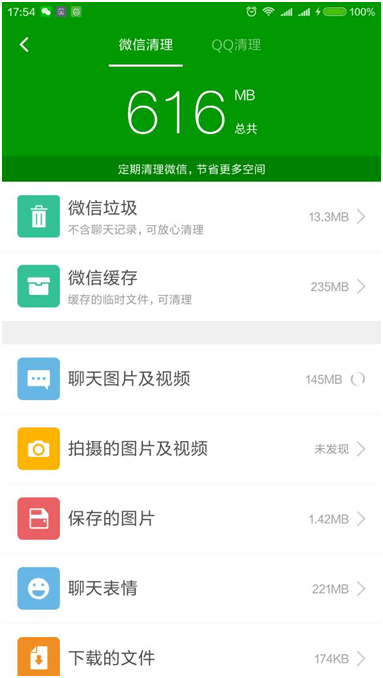 17:54 100%
微信清理 QQ清理
616 MB
总共
定期清理微信，节省更多空间
微信垃圾
不含聊天记录，可放心清理
13.3MB
微信缓存
缓存的临时文件，可清理
235MB
聊天图片及视频 145MB
拍摄的图片及视频 未发现
保存的图片 1.42MB
聊天表情 221MB
下载的文件 174KB